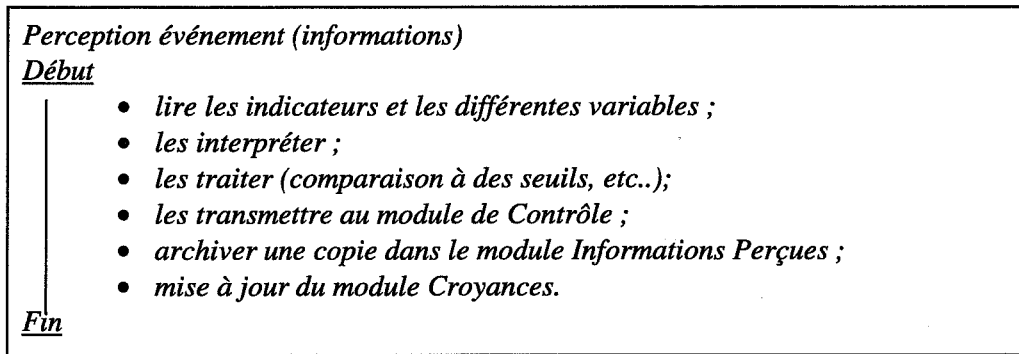 Perception événement (informations)
Début
• lire les indicateurs et les différentes variables ;
• les interpréter ;
• les traiter (comparaison à des seuils, etc..);
• les transmettre au module de Contrôle ;
• archiver une copie dans le module Informations Perçues ;
• mise à jour du module Croyances.
Fin